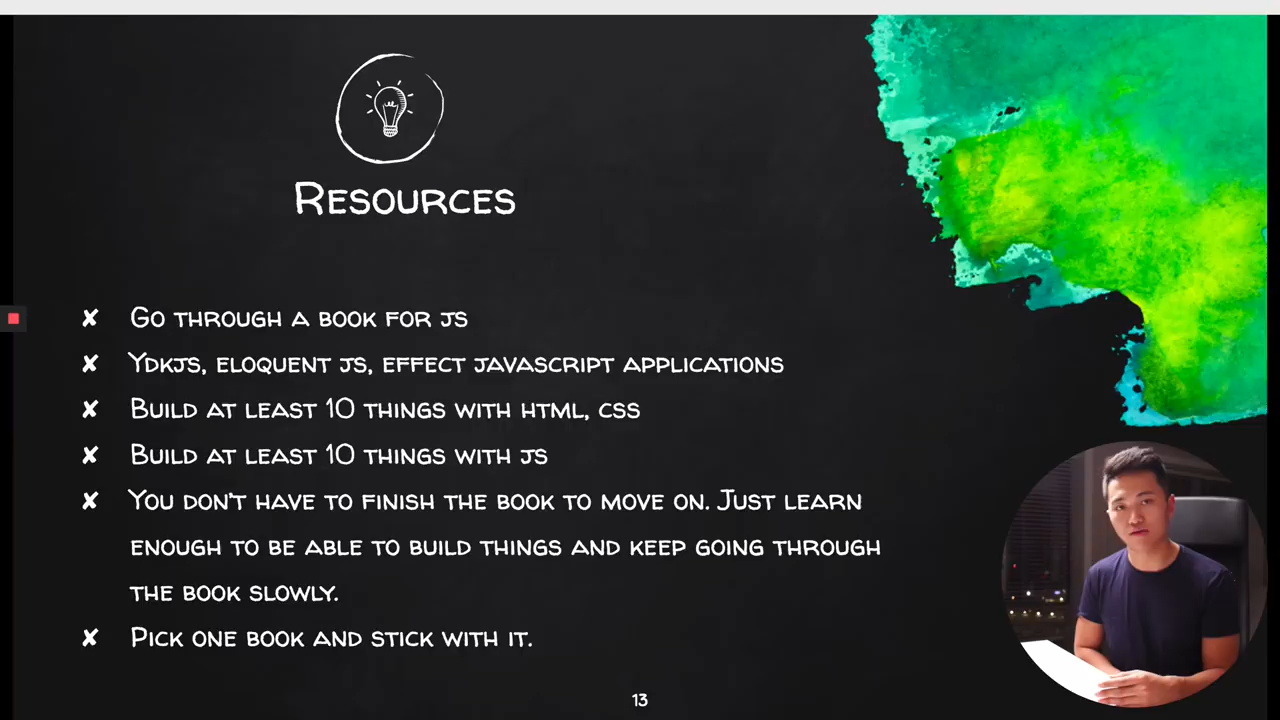 Resources
✘ Go through a book for js
✘ Ydkjs, eloquent js, effect javascript applications
✘ Build at least 10 things with html, css
✘ Build at least 10 things with js
✘ You don't have to finish the book to move on. Just learn
enough to be able to build things and keep going through
the book slowly.
✘ Pick one book and stick with it.
13